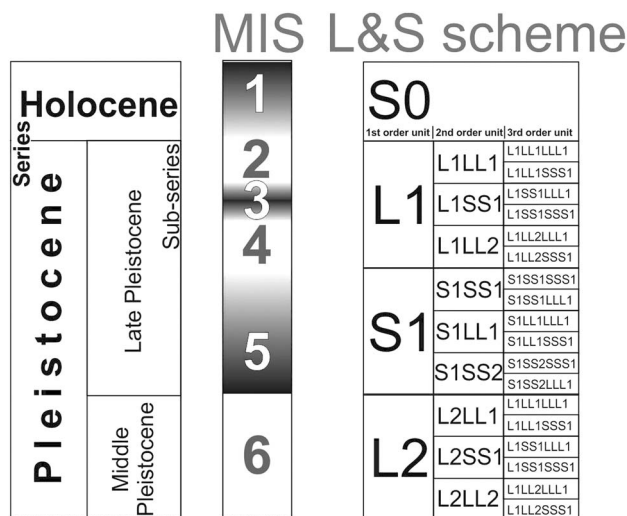 MIS L&S scheme
Holocene
Series
Pleistocene
Sub-series
Late Pleistocene
Middle
Pleistocene
1
2
3
4
5
6
S0
1st order unit 2nd order unit 3rd order unit
L1
L1LL1
L1LL1LLL1
L1LL1SSS1
L1SS1
L1SS1LLL1
L1SS1SSS1
L1LL2
L1LL2LLL1
L1LL2SSS1
S1
S1SS1
S1SS1SSS1
S1SS1LLL1
S1LL1
S1LL1LLL1
S1LL1SSS1
S1SS2
S1SS2SSS1
S1SS2LLL1
L2
L2LL1
L1LL1LLL1
L1LL1SSS1
L2SS1
L1SS1LLL1
L1SS1SSS1
L2LL2
L1LL2LLL1
L1LL2SSS1